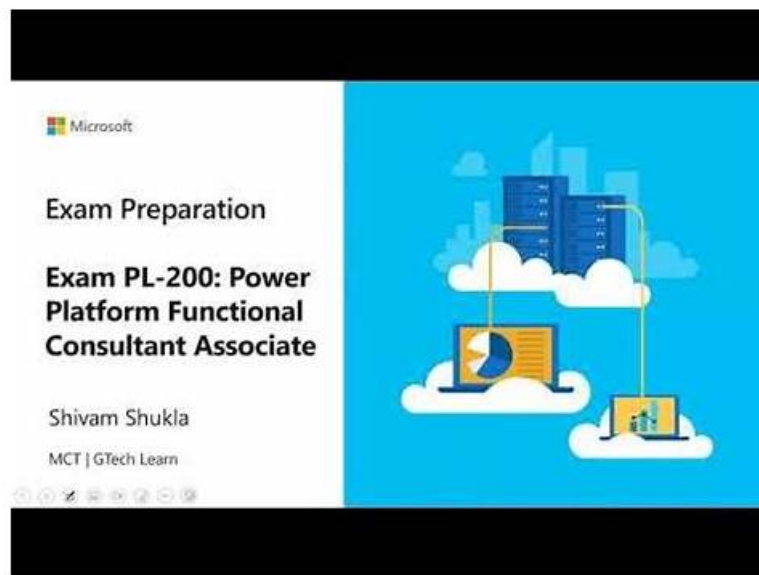 Microsoft
Exam Preparation
Exam PL-200: Power
Platform Functional
Consultant Associate
Shivam Shukla
MCT | GTech Learn